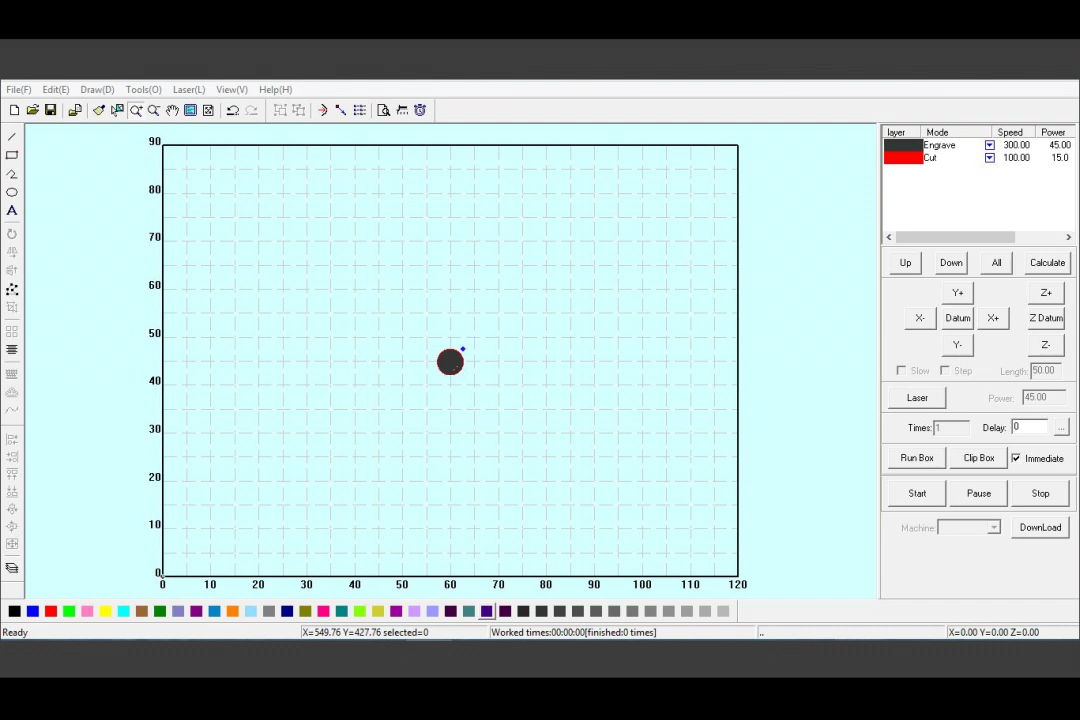 File(F) Edit(E) Draw(D) Tools(O) Laser(L) View(V) Help(H)
layer Mode Speed Power
Engrave 300.00 45.00
Cut 100.00 15.0
90
80
70
60
50
40
30
20
10
0
0 10 20 30 40 50 60 70 80 90 100 110 120
Up Down All Calculate
Y+ Z+
X- Datum X+ Z Datum
Y- Z-
Slow Step Length: 50.00
Laser Power: 45.00
Times: 1 Delay: 0 ...
Run Box Clip Box Immediate
Start Pause Stop
Machine: DownLoad
Ready X=549.76 Y=427.76 selected=0 Worked times:00:00:00[finished:0 times] .. X=0.00 Y=0.00 Z=0.00